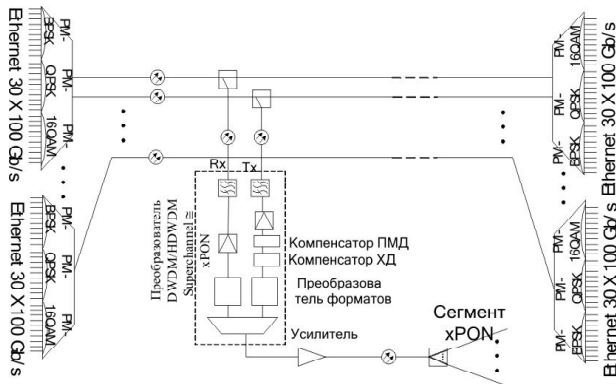 Ethernet 30 X 100 Gb/s
PM-
BPSK
PM-
QPSK
PM-
16QAM
Ethernet 30 X 100 Gb/s
PM-
BPSK
PM-
QPSK
PM-
16QAM
Rx
Tx
Преобразователь
DWDM/HDWDM
Superchannel ≅
xPON
Компенсатор ПМД
Компенсатор ХД
Преобразова
тель форматов
Усилитель
Сегмент
xPON
PM-
16QAM
PM-
QPSK
PM-
BPSK
Ethernet 30 X 100 Gb/s
PM-
16QAM
PM-
QPSK
PM-
BPSK
Ethernet 30 X 100 Gb/s